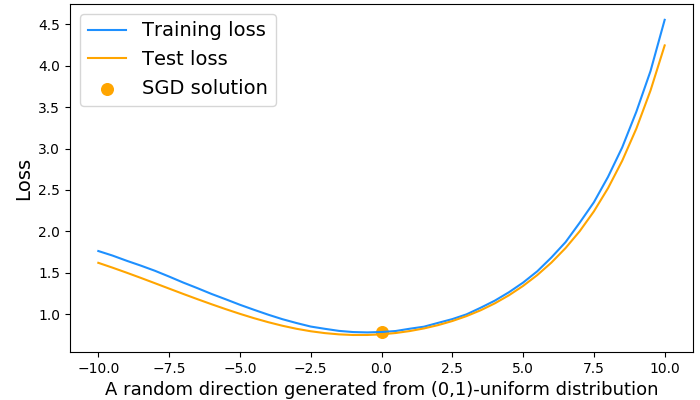 Training loss
Test loss
SGD solution
Loss
4.5
4.0
3.5
3.0
2.5
2.0
1.5
1.0
−10.0 −7.5 −5.0 −2.5 0.0 2.5 5.0 7.5 10.0
A random direction generated from (0,1)-uniform distribution